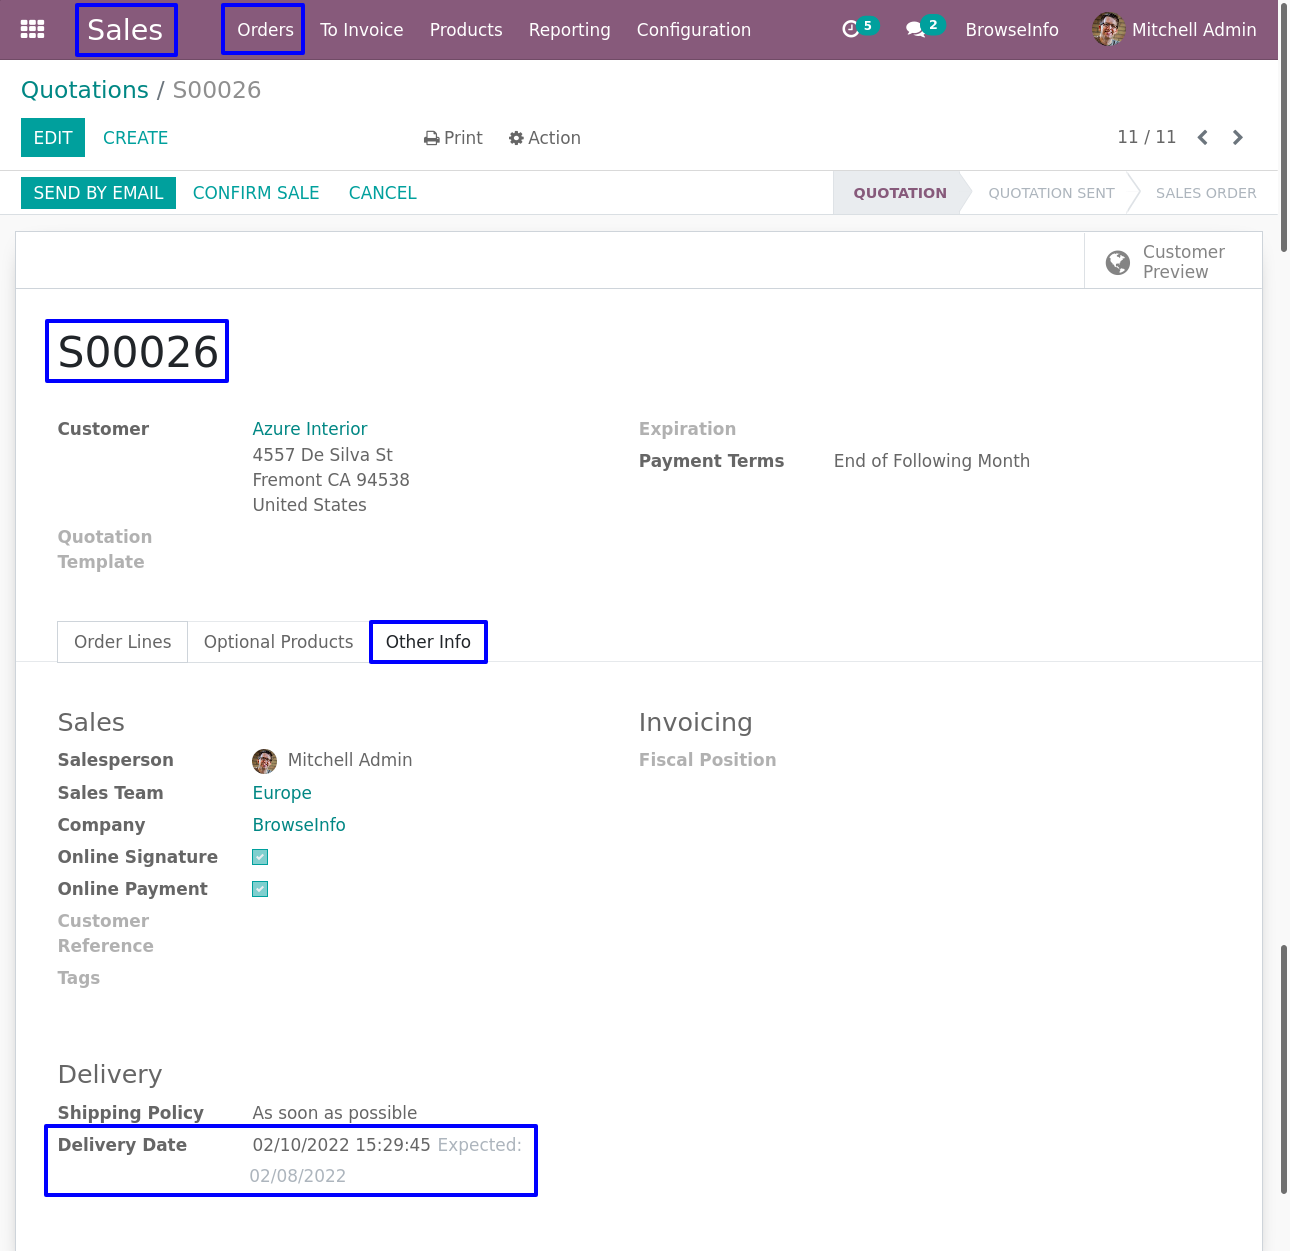 Sales Orders To Invoice Products Reporting Configuration 5 2 BrowseInfo Mitchell Admin
Quotations / S00026
EDIT CREATE Print Action 11 / 11
SEND BY EMAIL CONFIRM SALE CANCEL QUOTATION QUOTATION SENT SALES ORDER
Customer
Preview
S00026
Customer Azure Interior Expiration
4557 De Silva St Payment Terms End of Following Month
Fremont CA 94538
United States
Quotation
Template
Order Lines Optional Products Other Info
Sales Invoicing
Salesperson Mitchell Admin Fiscal Position
Sales Team Europe
Company BrowseInfo
Online Signature
Online Payment
Customer
Reference
Tags
Delivery
Shipping Policy As soon as possible
Delivery Date 02/10/2022 15:29:45 Expected:
02/08/2022